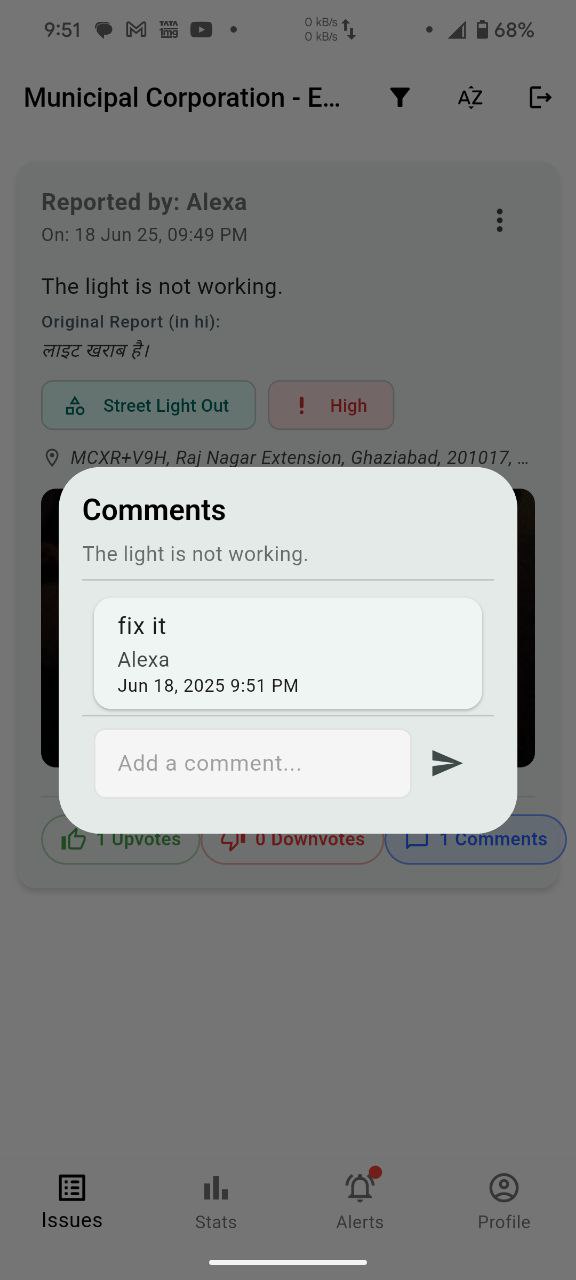 9:51
TATA
1mg
0 kB/s
0 kB/s
68%
Municipal Corporation - E...
AZ
Reported by: Alexa
On: 18 Jun 25, 09:49 PM
The light is not working.
Original Report (in hi):
लाइट खराब है।
Street Light Out
High
MCXR+V9H, Raj Nagar Extension, Ghaziabad, 201017, ...
Comments
The light is not working.
fix it
Alexa
Jun 18, 2025 9:51 PM
Add a comment...
1 Upvotes
0 Downvotes
1 Comments
Issues
Stats
Alerts
Profile